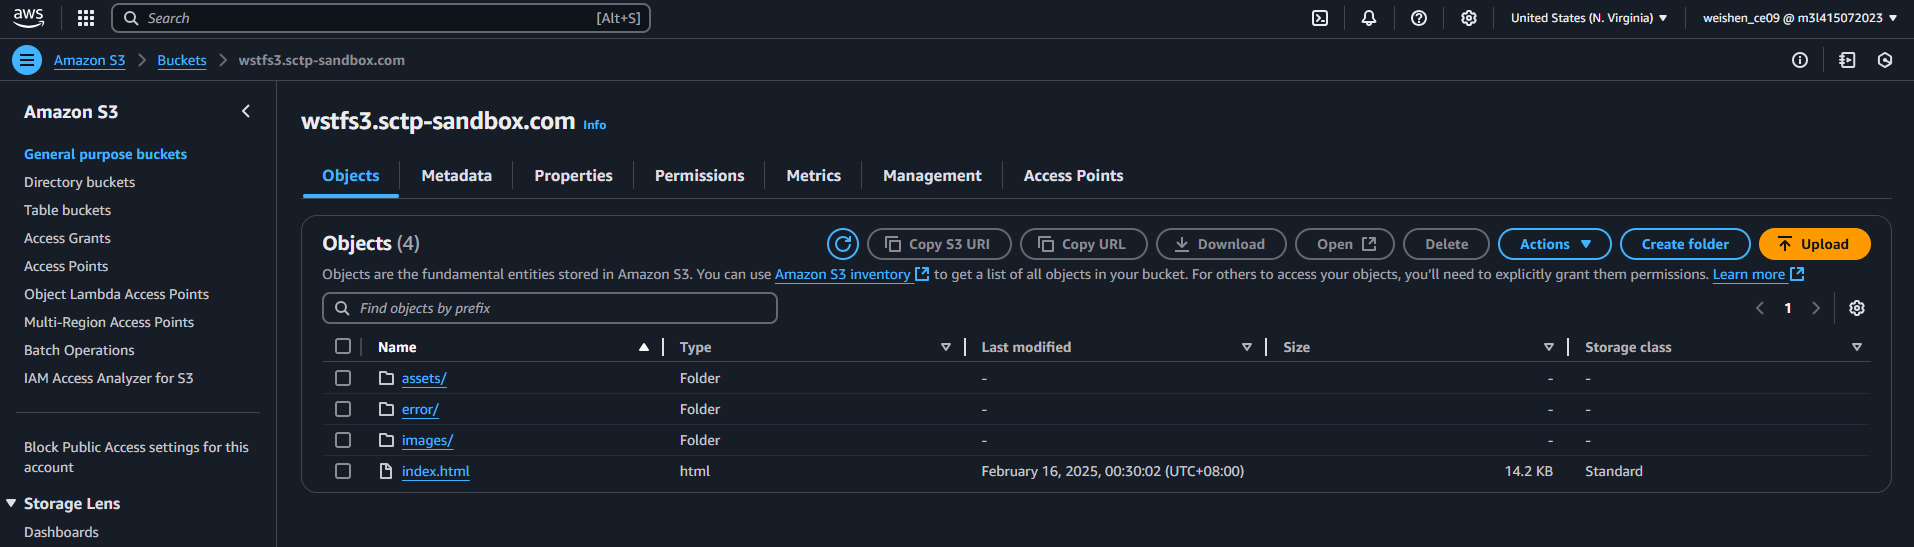 aws
Search [Alt+S]
United States (N. Virginia)
weishen_ce09 @ m3l415072023
Amazon S3
Buckets
wstfs3.sctp-sandbox.com
Amazon S3
General purpose buckets
Directory buckets
Table buckets
Access Grants
Access Points
Object Lambda Access Points
Multi-Region Access Points
Batch Operations
IAM Access Analyzer for S3
Block Public Access settings for this
account
Storage Lens
Dashboards
wstfs3.sctp-sandbox.com Info
Objects Metadata Properties Permissions Metrics Management Access Points
Objects (4)
Copy S3 URI Copy URL Download Open Delete Actions Create folder Upload
Objects are the fundamental entities stored in Amazon S3. You can use Amazon S3 inventory to get a list of all objects in your bucket. For others to access your objects, you'll need to explicitly grant them permissions. Learn more
Find objects by prefix
1
Name Type Last modified Size Storage class
assets/ Folder - - -
error/ Folder - - -
images/ Folder - - -
index.html html February 16, 2025, 00:30:02 (UTC+08:00) 14.2 KB Standard